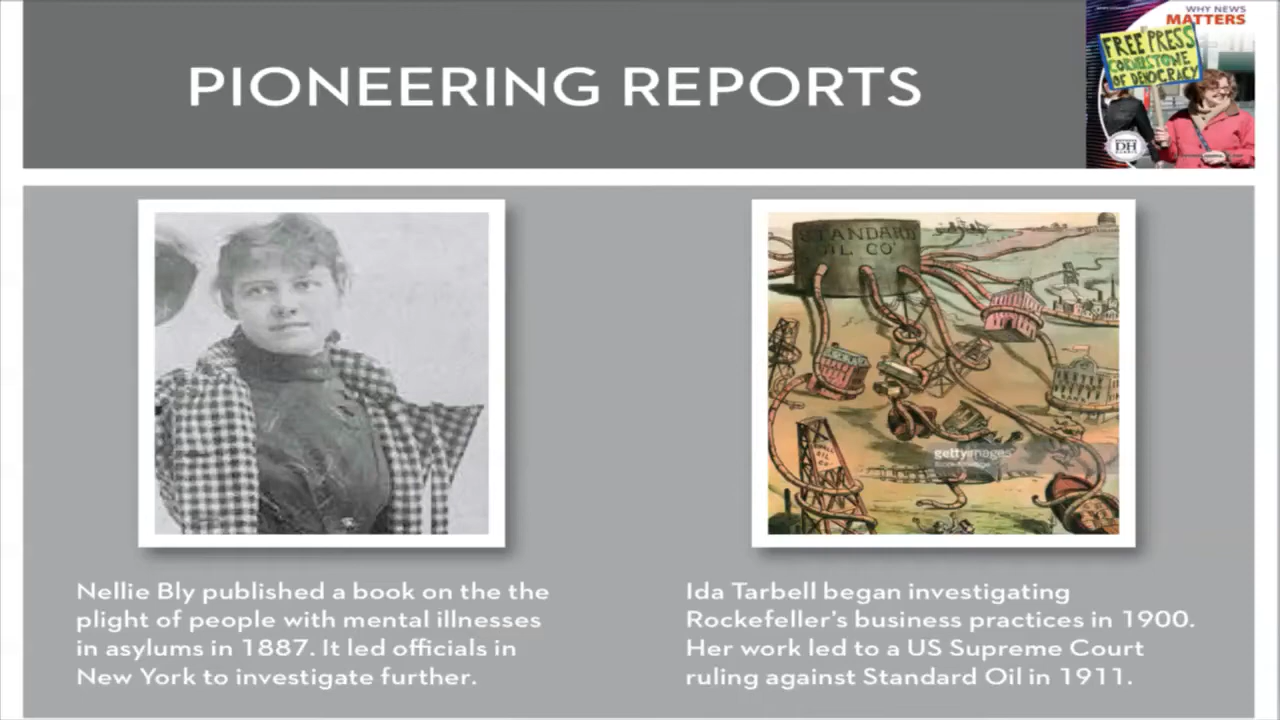 PIONEERING REPORTS
WHY NEWS
MATTERS
FREE PRESS
CORNERSTONE
OF DEMOCRACY
DH
STANDARD
OIL CO
gettyimages
Nellie Bly published a book on the the
plight of people with mental illnesses
in asylums in 1887. It led officials in
New York to investigate further.
Ida Tarbell began investigating
Rockefeller's business practices in 1900.
Her work led to a US Supreme Court
ruling against Standard Oil in 1911.